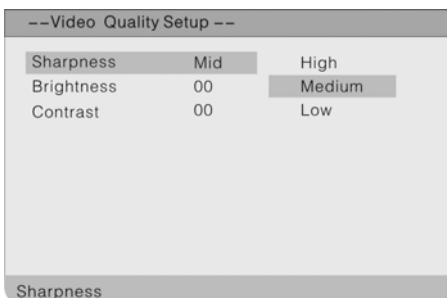 --Video Quality Setup --
Sharpness Mid High
Brightness 00 Medium
Contrast 00 Low
Sharpness